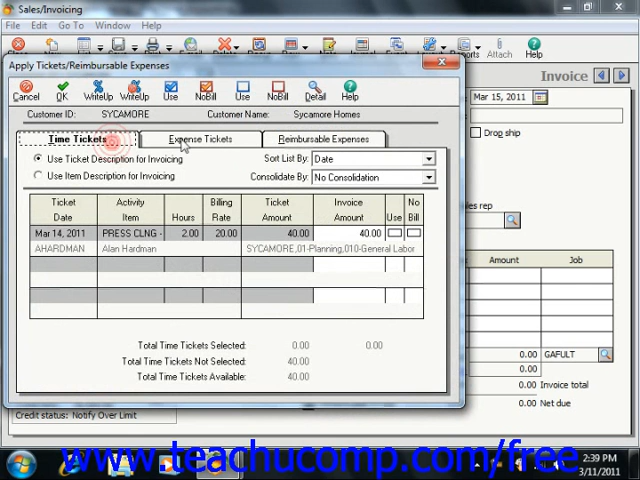 Sales/Invoicing
File Edit Go To Window Help
Attach Help
Invoice
Mar 15, 2011
Drop ship
Apply Tickets/Reimbursable Expenses
Cancel OK WriteUp WriteUp Use NoBill Use NoBill Detail Help
Customer ID: SYCAMORE Customer Name: Sycamore Homes
Time Tickets Expense Tickets Reimbursable Expenses
Use Ticket Description for Invoicing Sort List By: Date
Use Item Description for Invoicing Consolidate By: No Consolidation
Ticket Date Activity Item Hours Billing Rate Ticket Amount Invoice Amount Use No Bill
Mar 14, 2011 PRESS CLNG - 2.00 20.00 40.00 40.00
AHARDMAN Alan Hardman SYCAMORE,01-Planning,010-General Labor
Total Time Tickets Selected: 0.00 0.00
Total Time Tickets Not Selected: 40.00
Total Time Tickets Available: 40.00
les rep
Amount Job
0.00 GAFULT
0.00
0.00 Invoice total
0.00 Net due
Credit status: Notify Over Limit
www.teachucomp.com/free
2:39 PM
3/11/2011